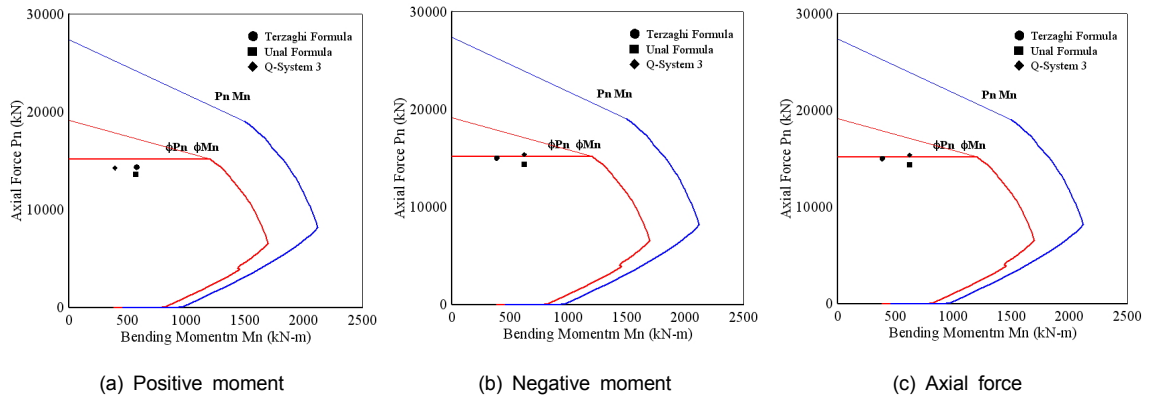 30000
Terzaghi Formula
Unal Formula
Q-System 3
Pn Mn
20000
ϕPn ϕMn
10000
0
0 500 1000 1500 2000 2500
Axial Force Pn (kN)
Bending Momentm Mn (kN-m)
(a) Positive moment
30000
Terzaghi Formula
Unal Formula
Q-System 3
Pn Mn
20000
ϕPn ϕMn
10000
0
0 500 1000 1500 2000 2500
Axial Force Pn (kN)
Bending Momentm Mn (kN-m)
(b) Negative moment
30000
Terzaghi Formula
Unal Formula
Q-System 3
Pn Mn
20000
ϕPn ϕMn
10000
0
0 500 1000 1500 2000 2500
Axial Force Pn (kN)
Bending Momentm Mn (kN-m)
(c) Axial force